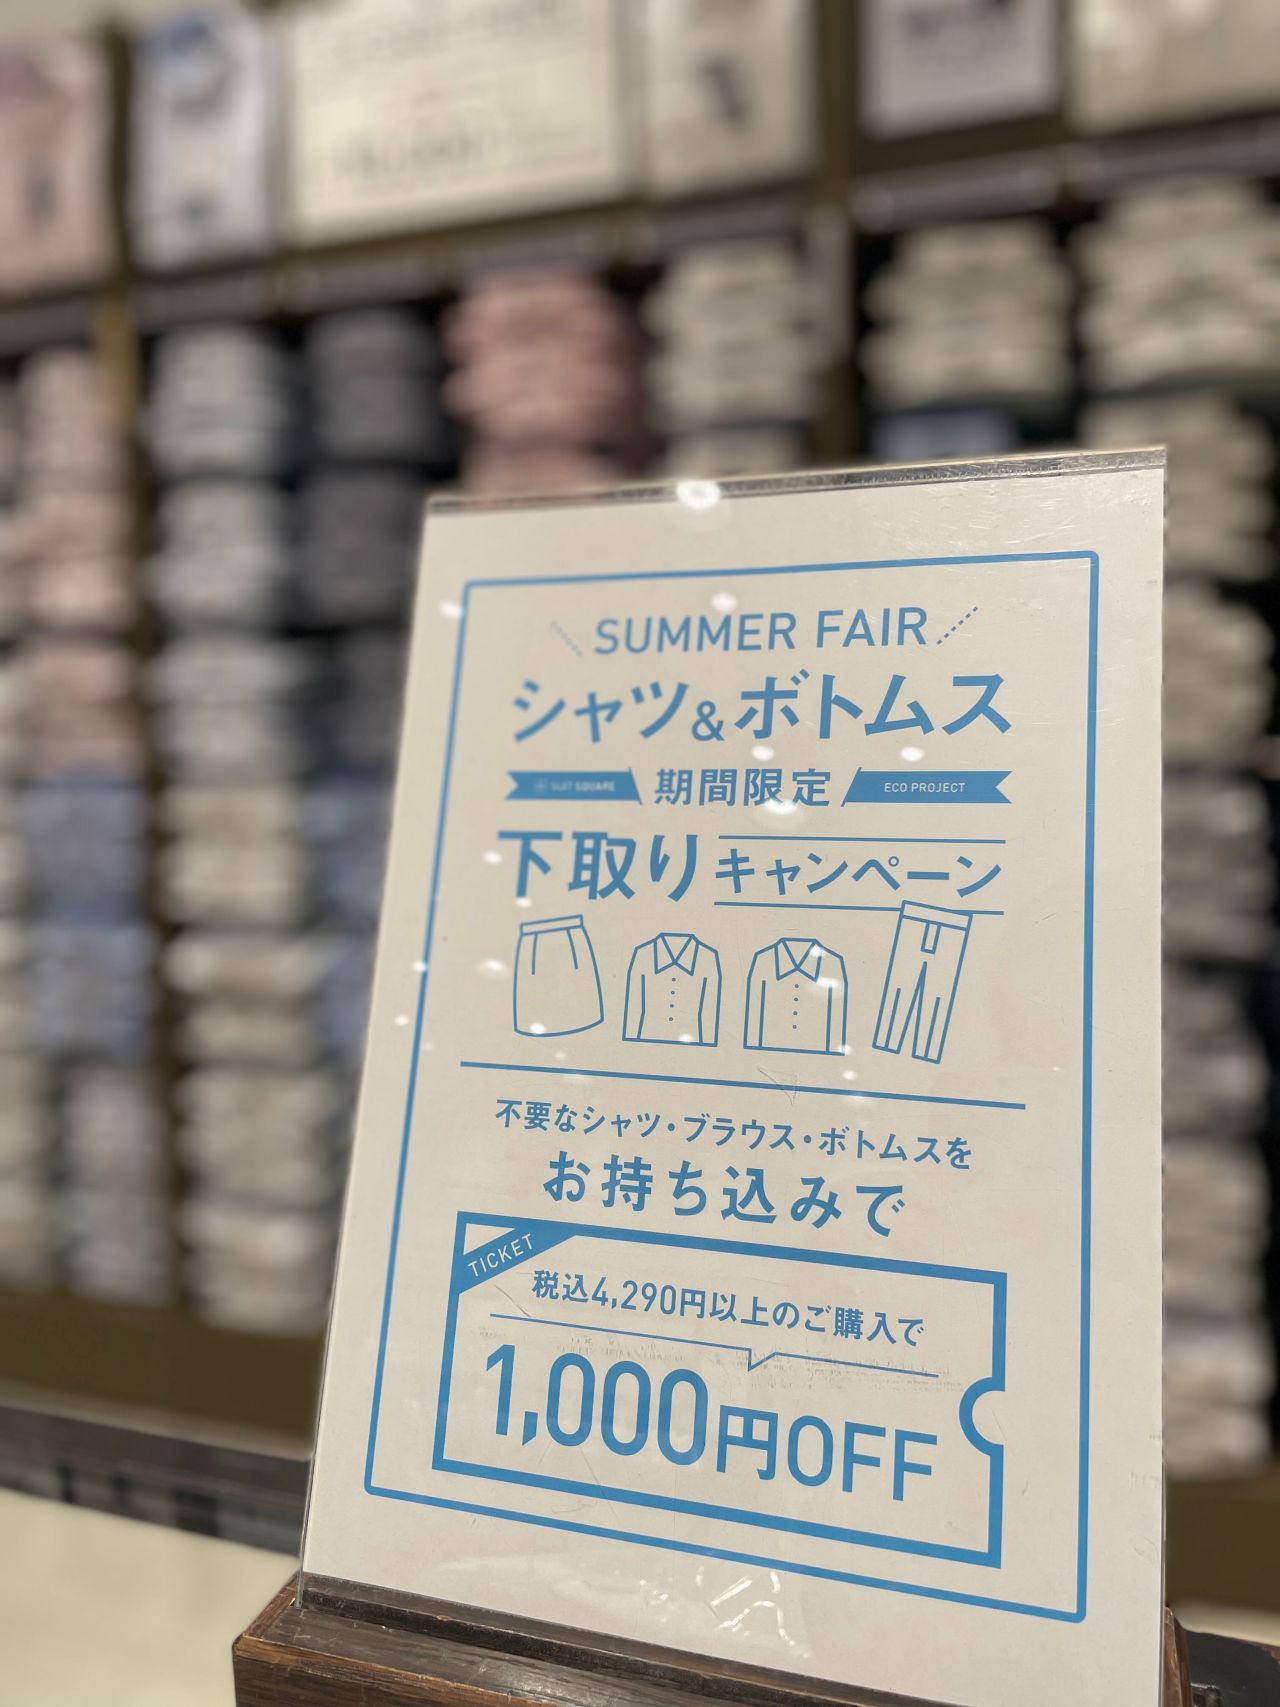 SUMMER FAIR
シャツ&ボトムス
SUIT SQUARE 期間限定 ECO PROJECT
下取りキャンペーン
不要なシャツ・ブラウス・ボトムスを
お持ち込みで
TICKET
税込4,290円以上のご購入で
1,000円OFF